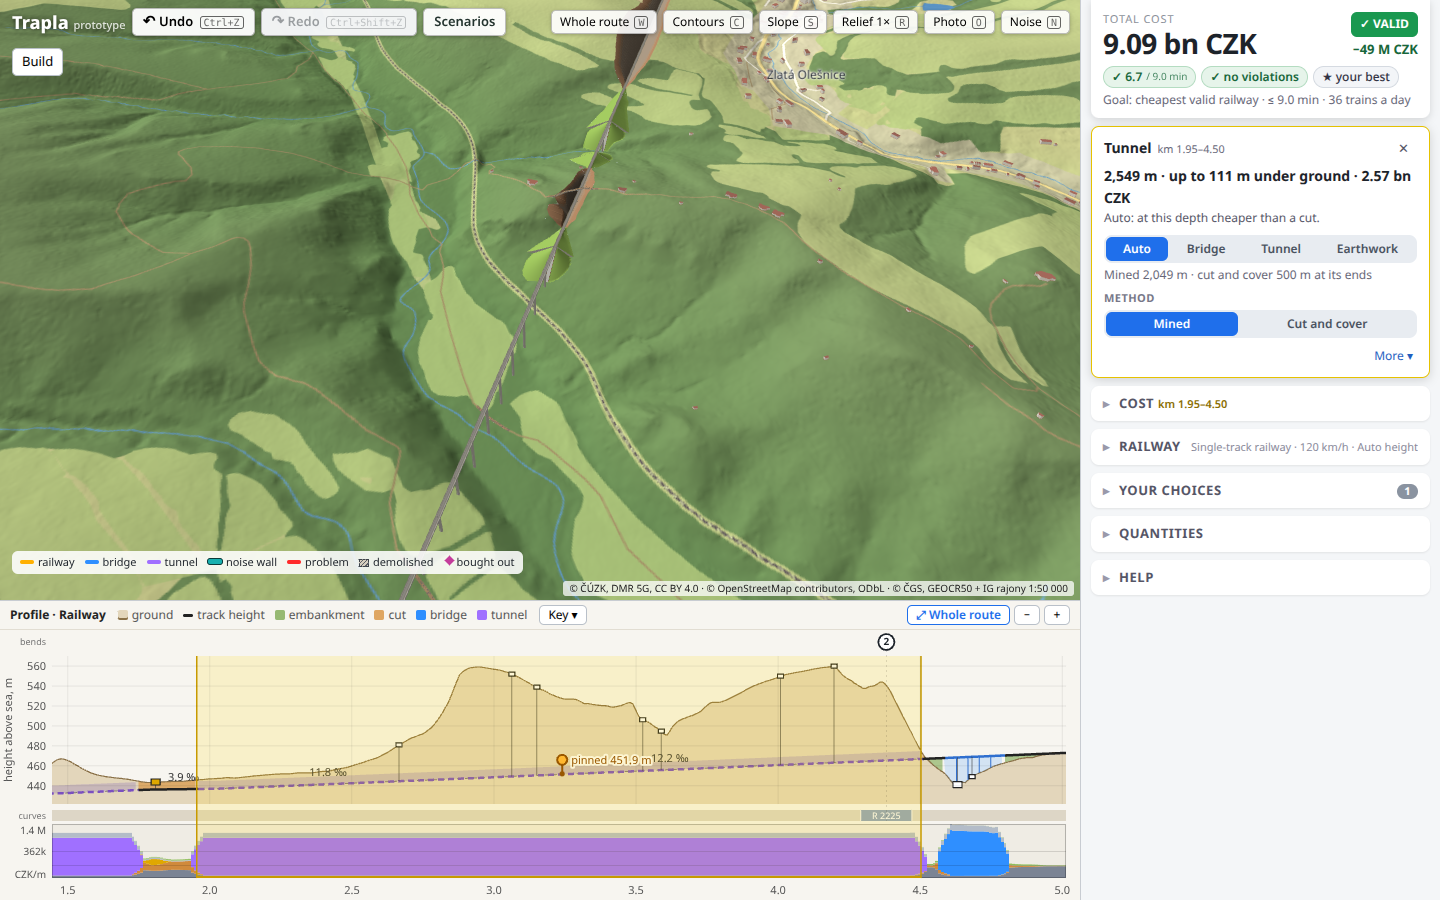 Trapla prototype
↶ Undo Ctrl+Z
↷ Redo Ctrl+Shift+Z
Scenarios
Whole route W
Contours C
Slope S
Relief 1× R
Photo O
Noise N
Build
Zlatá Olešnice
railway
bridge
tunnel
noise wall
problem
demolished
bought out
© ČÚZK, DMR 5G, CC BY 4.0 · © OpenStreetMap contributors, ODbL · © ČGS, GEOCR50 + IG rajony 1:50 000
Profile · Railway
ground
track height
embankment
cut
bridge
tunnel
Key ▾
⤢ Whole route
−
+
bends
2
height above sea, m
560
540
520
500
480
460
440
3.9 ‰
11.8 ‰
pinned 451.9 m
12.2 ‰
curves
R 2225
1.4 M
362k
CZK/m
1.5
2.0
2.5
3.0
3.5
4.0
4.5
5.0
TOTAL COST
9.09 bn CZK
✓ VALID
−49 M CZK
✓ 6.7 / 9.0 min
✓ no violations
★ your best
Goal: cheapest valid railway · ≤ 9.0 min · 36 trains a day
Tunnel km 1.95–4.50
✕
2,549 m · up to 111 m under ground · 2.57 bn
CZK
Auto: at this depth cheaper than a cut.
Auto
Bridge
Tunnel
Earthwork
Mined 2,049 m · cut and cover 500 m at its ends
METHOD
Mined
Cut and cover
More ▾
▶ COST km 1.95–4.50
▶ RAILWAY Single-track railway · 120 km/h · Auto height
▶ YOUR CHOICES 1
▶ QUANTITIES
▶ HELP